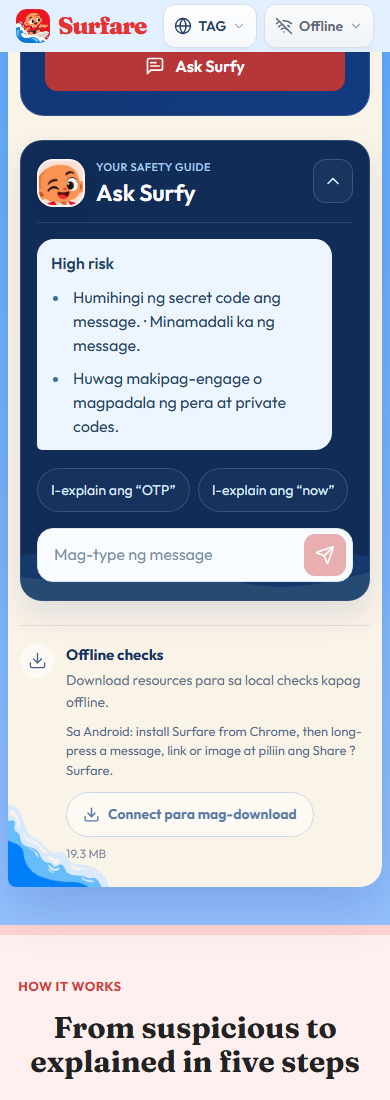 Surfare
TAG
Offline
Ask Surfy
YOUR SAFETY GUIDE
Ask Surfy
High risk
• Humihingi ng secret code ang
message. · Minamadali ka ng
message.
• Huwag makipag-engage o
magpadala ng pera at private
codes.
I-explain ang “OTP”
I-explain ang “now”
Mag-type ng message
Offline checks
Download resources para sa local checks kapag
offline.
Sa Android: install Surfare from Chrome, then long-
press a message, link or image at piliin ang Share ?
Surfare.
Connect para mag-download
19.3 MB
HOW IT WORKS
From suspicious to
explained in five steps